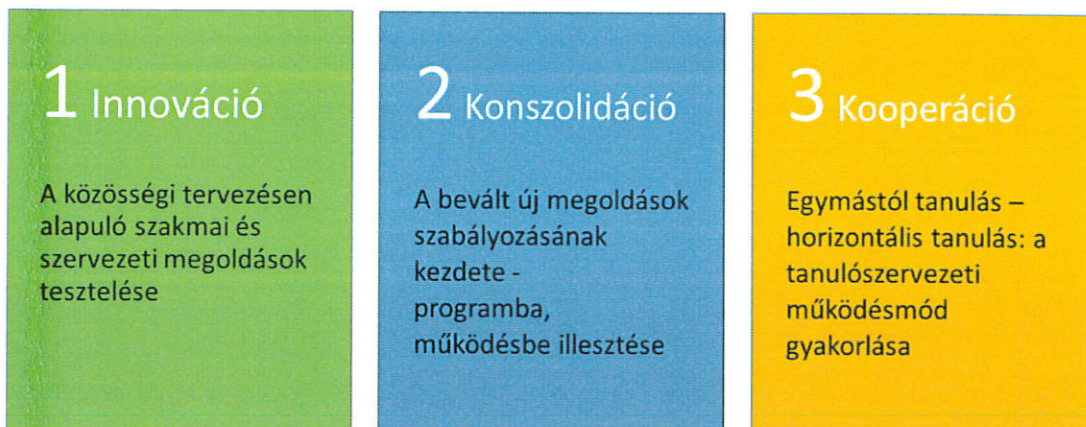 1 Innováció
A közösségi tervezésen
alapuló szakmai és
szervezeti megoldások
tesztelése
2 Konszolidáció
A bevált új megoldások
szabályozásának
kezdete -
programba,
működésbe illesztése
3 Kooperáció
Egymástól tanulás –
horizontális tanulás: a
tanulószervezeti
működésmód
gyakorlása